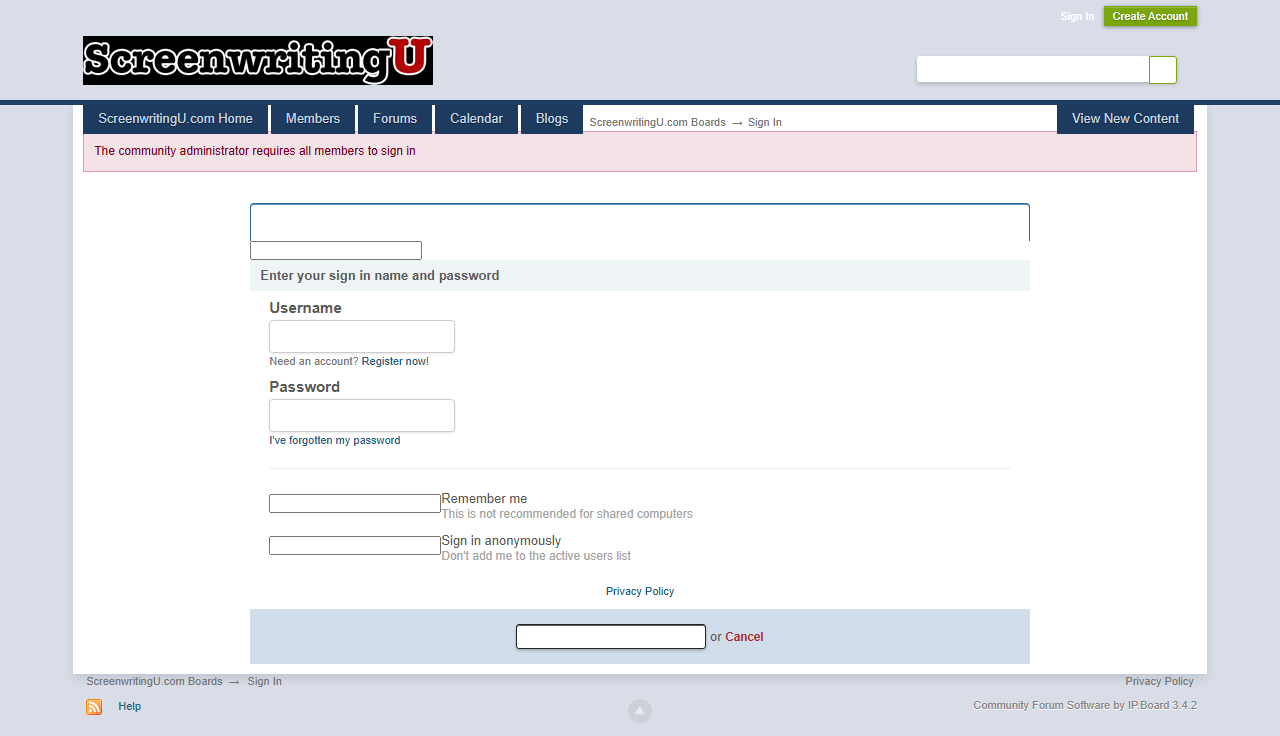 Sign In Create Account
ScreenwritingU
ScreenwritingU.com Home Members Forums Calendar Blogs ScreenwritingU.com Boards → Sign In View New Content
The community administrator requires all members to sign in
Enter your sign in name and password
Username
Need an account? Register now!
Password
I've forgotten my password
Remember me
This is not recommended for shared computers
Sign in anonymously
Don't add me to the active users list
Privacy Policy
or Cancel
ScreenwritingU.com Boards → Sign In Privacy Policy
Help Community Forum Software by IP.Board 3.4.2